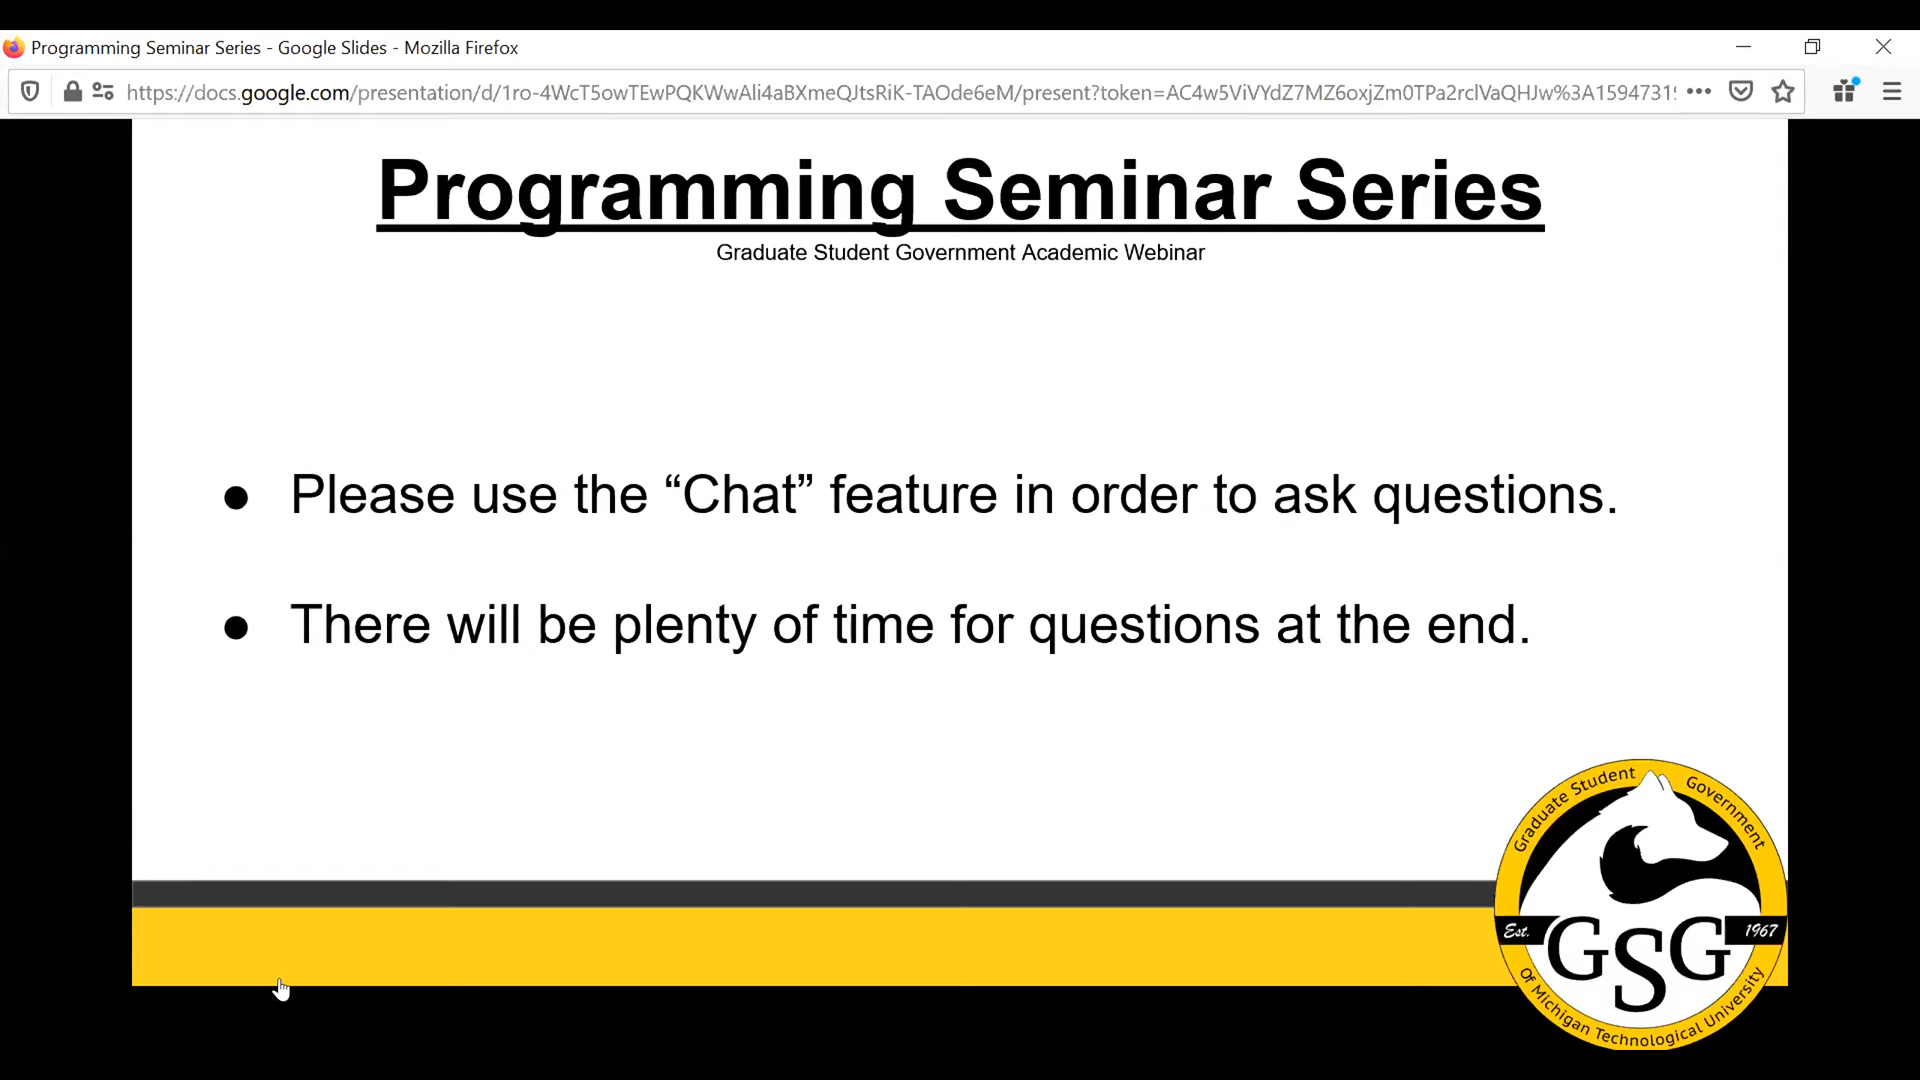 Programming Seminar Series - Google Slides - Mozilla Firefox
https://docs.google.com/presentation/d/1ro-4WcT5owTEwPQKWwAli4aBXmeQJtsRiK-TAOde6eM/present?token=AC4w5ViVYdZ7MZ6oxjZm0TPa2rclVaQHJw%3A1594731
Programming Seminar Series
Graduate Student Government Academic Webinar
● Please use the “Chat” feature in order to ask questions.
● There will be plenty of time for questions at the end.
Graduate Student Government
Est. 1967
GSG
Of Michigan Technological University